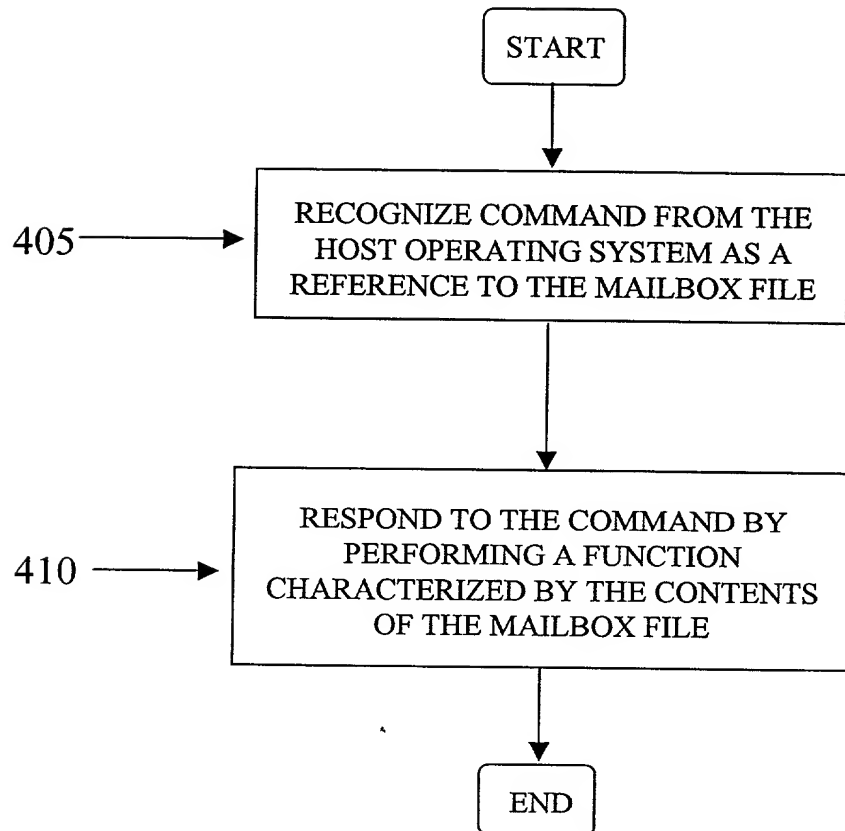 START
405
RECOGNIZE COMMAND FROM THE
HOST OPERATING SYSTEM AS A
REFERENCE TO THE MAILBOX FILE
410
RESPOND TO THE COMMAND BY
PERFORMING A FUNCTION
CHARACTERIZED BY THE CONTENTS
OF THE MAILBOX FILE
END